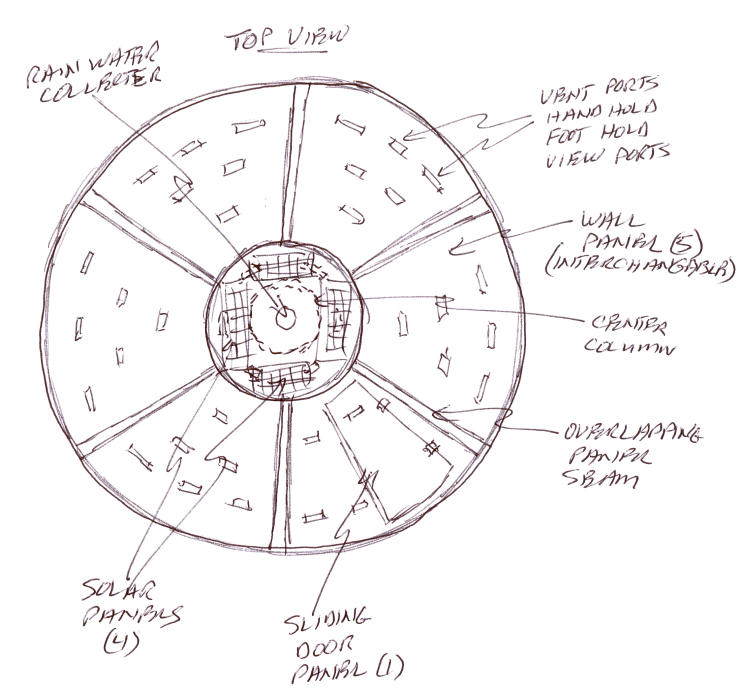 TOP VIEW
RAIN WATER
COLLECTER
VENT PORTS
HAND HOLD
FOOT HOLD
VIEW PORTS
WALL
PANEL (5)
(INTERCHANGABLE)
CENTER
COLUMN
OVERLAPPING
PANEL
SEAM
SOLAR
PANELS
(4)
SLIDING
DOOR
PANEL (1)